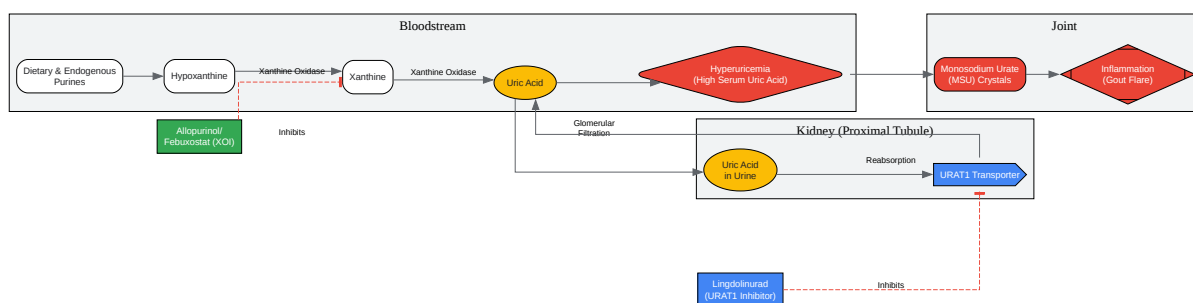 Bloodstream
Joint
Dietary & Endogenous
Purines
Hypoxanthine
Xanthine Oxidase
Xanthine
Xanthine Oxidase
Uric Acid
Hyperuricemia
(High Serum Uric Acid)
Monosodium Urate
(MSU) Crystals
Inflammation
(Gout Flare)
Allopurinol/
Febuxostat (XOI)
Inhibits
Glomerular
Filtration
Kidney (Proximal Tubule)
Uric Acid
in Urine
Reabsorption
URAT1 Transporter
Lingdolinurad
(URAT1 Inhibitor)
Inhibits